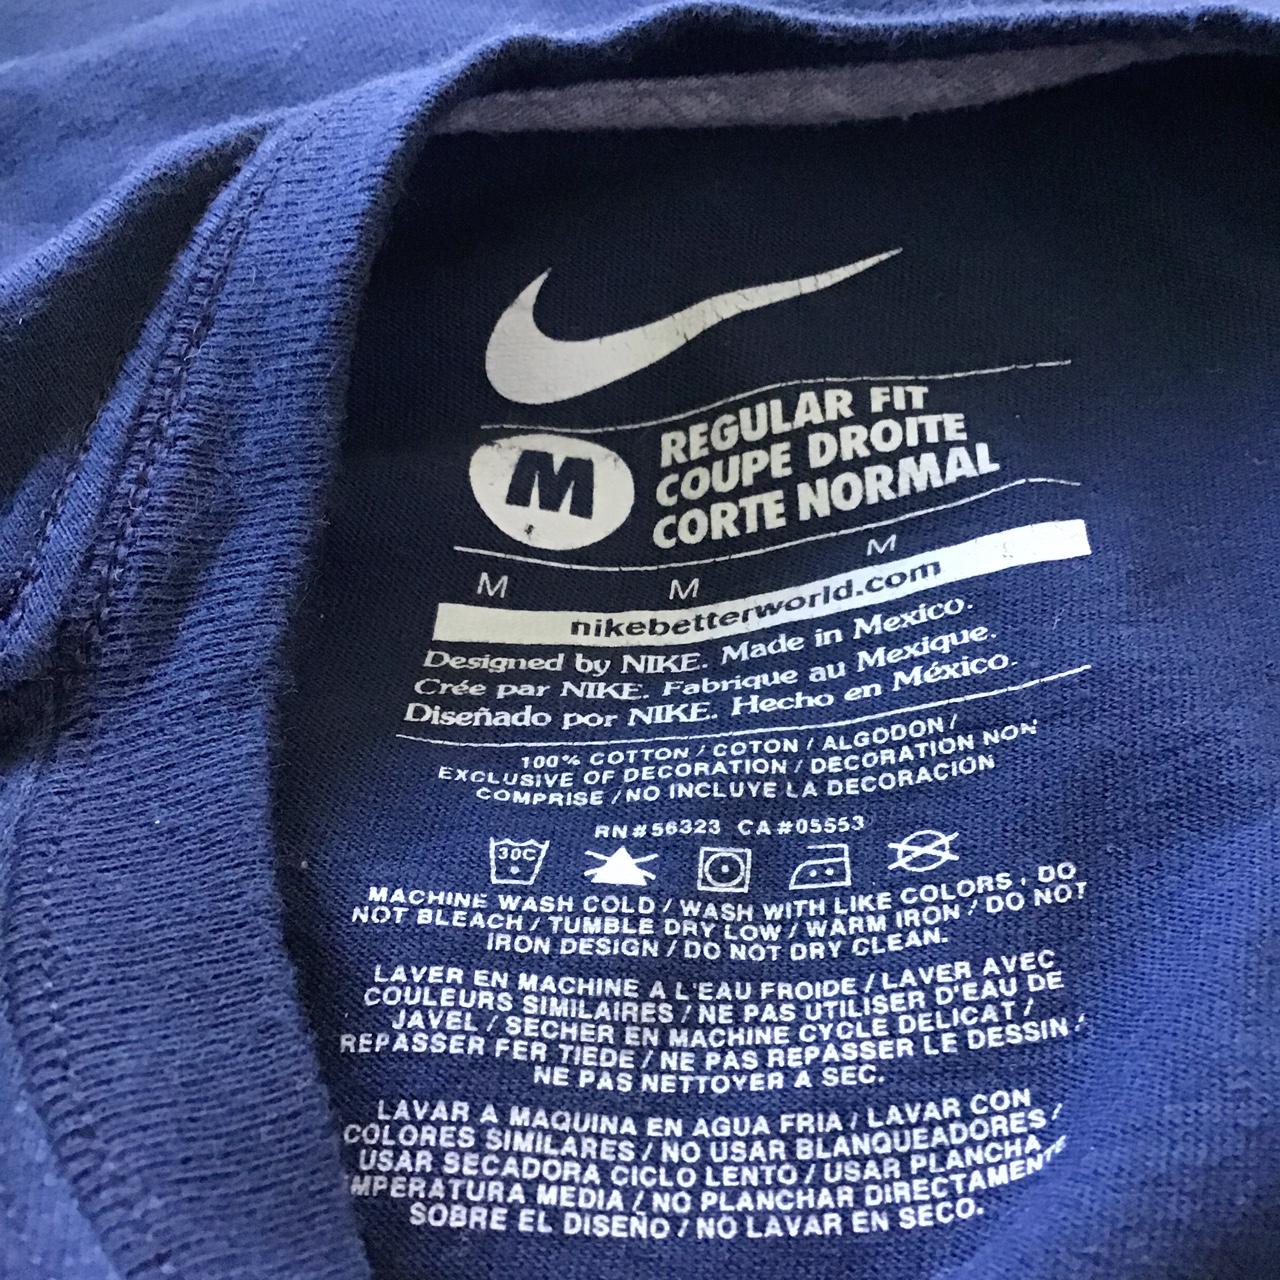 REGULAR FIT
COUPE DROITE
CORTE NORMAL
M
M M M
nikebetterworld.com
Designed by NIKE. Made in Mexico.
Crée par NIKE. Fabrique au Mexique.
Diseñado por NIKE. Hecho en México.
100% COTTON / COTON / ALGODON /
EXCLUSIVE OF DECORATION / DECORATION NON
COMPRISE / NO INCLUYE LA DECORACION
RN#56323 CA#05553
30C
MACHINE WASH COLD / WASH WITH LIKE COLORS , DO
NOT BLEACH / TUMBLE DRY LOW / WARM IRON / DO NOT
IRON DESIGN / DO NOT DRY CLEAN.
LAVER EN MACHINE A L'EAU FROIDE / LAVER AVEC
COULEURS SIMILAIRES / NE PAS UTILISER D'EAU DE
JAVEL / SECHER EN MACHINE CYCLE DELICAT /
REPASSER FER TIEDE / NE PAS REPASSER LE DESSIN /
NE PAS NETTOYER A SEC.
LAVAR A MAQUINA EN AGUA FRIA / LAVAR CON
COLORES SIMILARES / NO USAR BLANQUEADORES /
USAR SECADORA CICLO LENTO / USAR PLANCHA
MPERATURA MEDIA / NO PLANCHAR DIRECTAMENTE
SOBRE EL DISEÑO / NO LAVAR EN SECO.